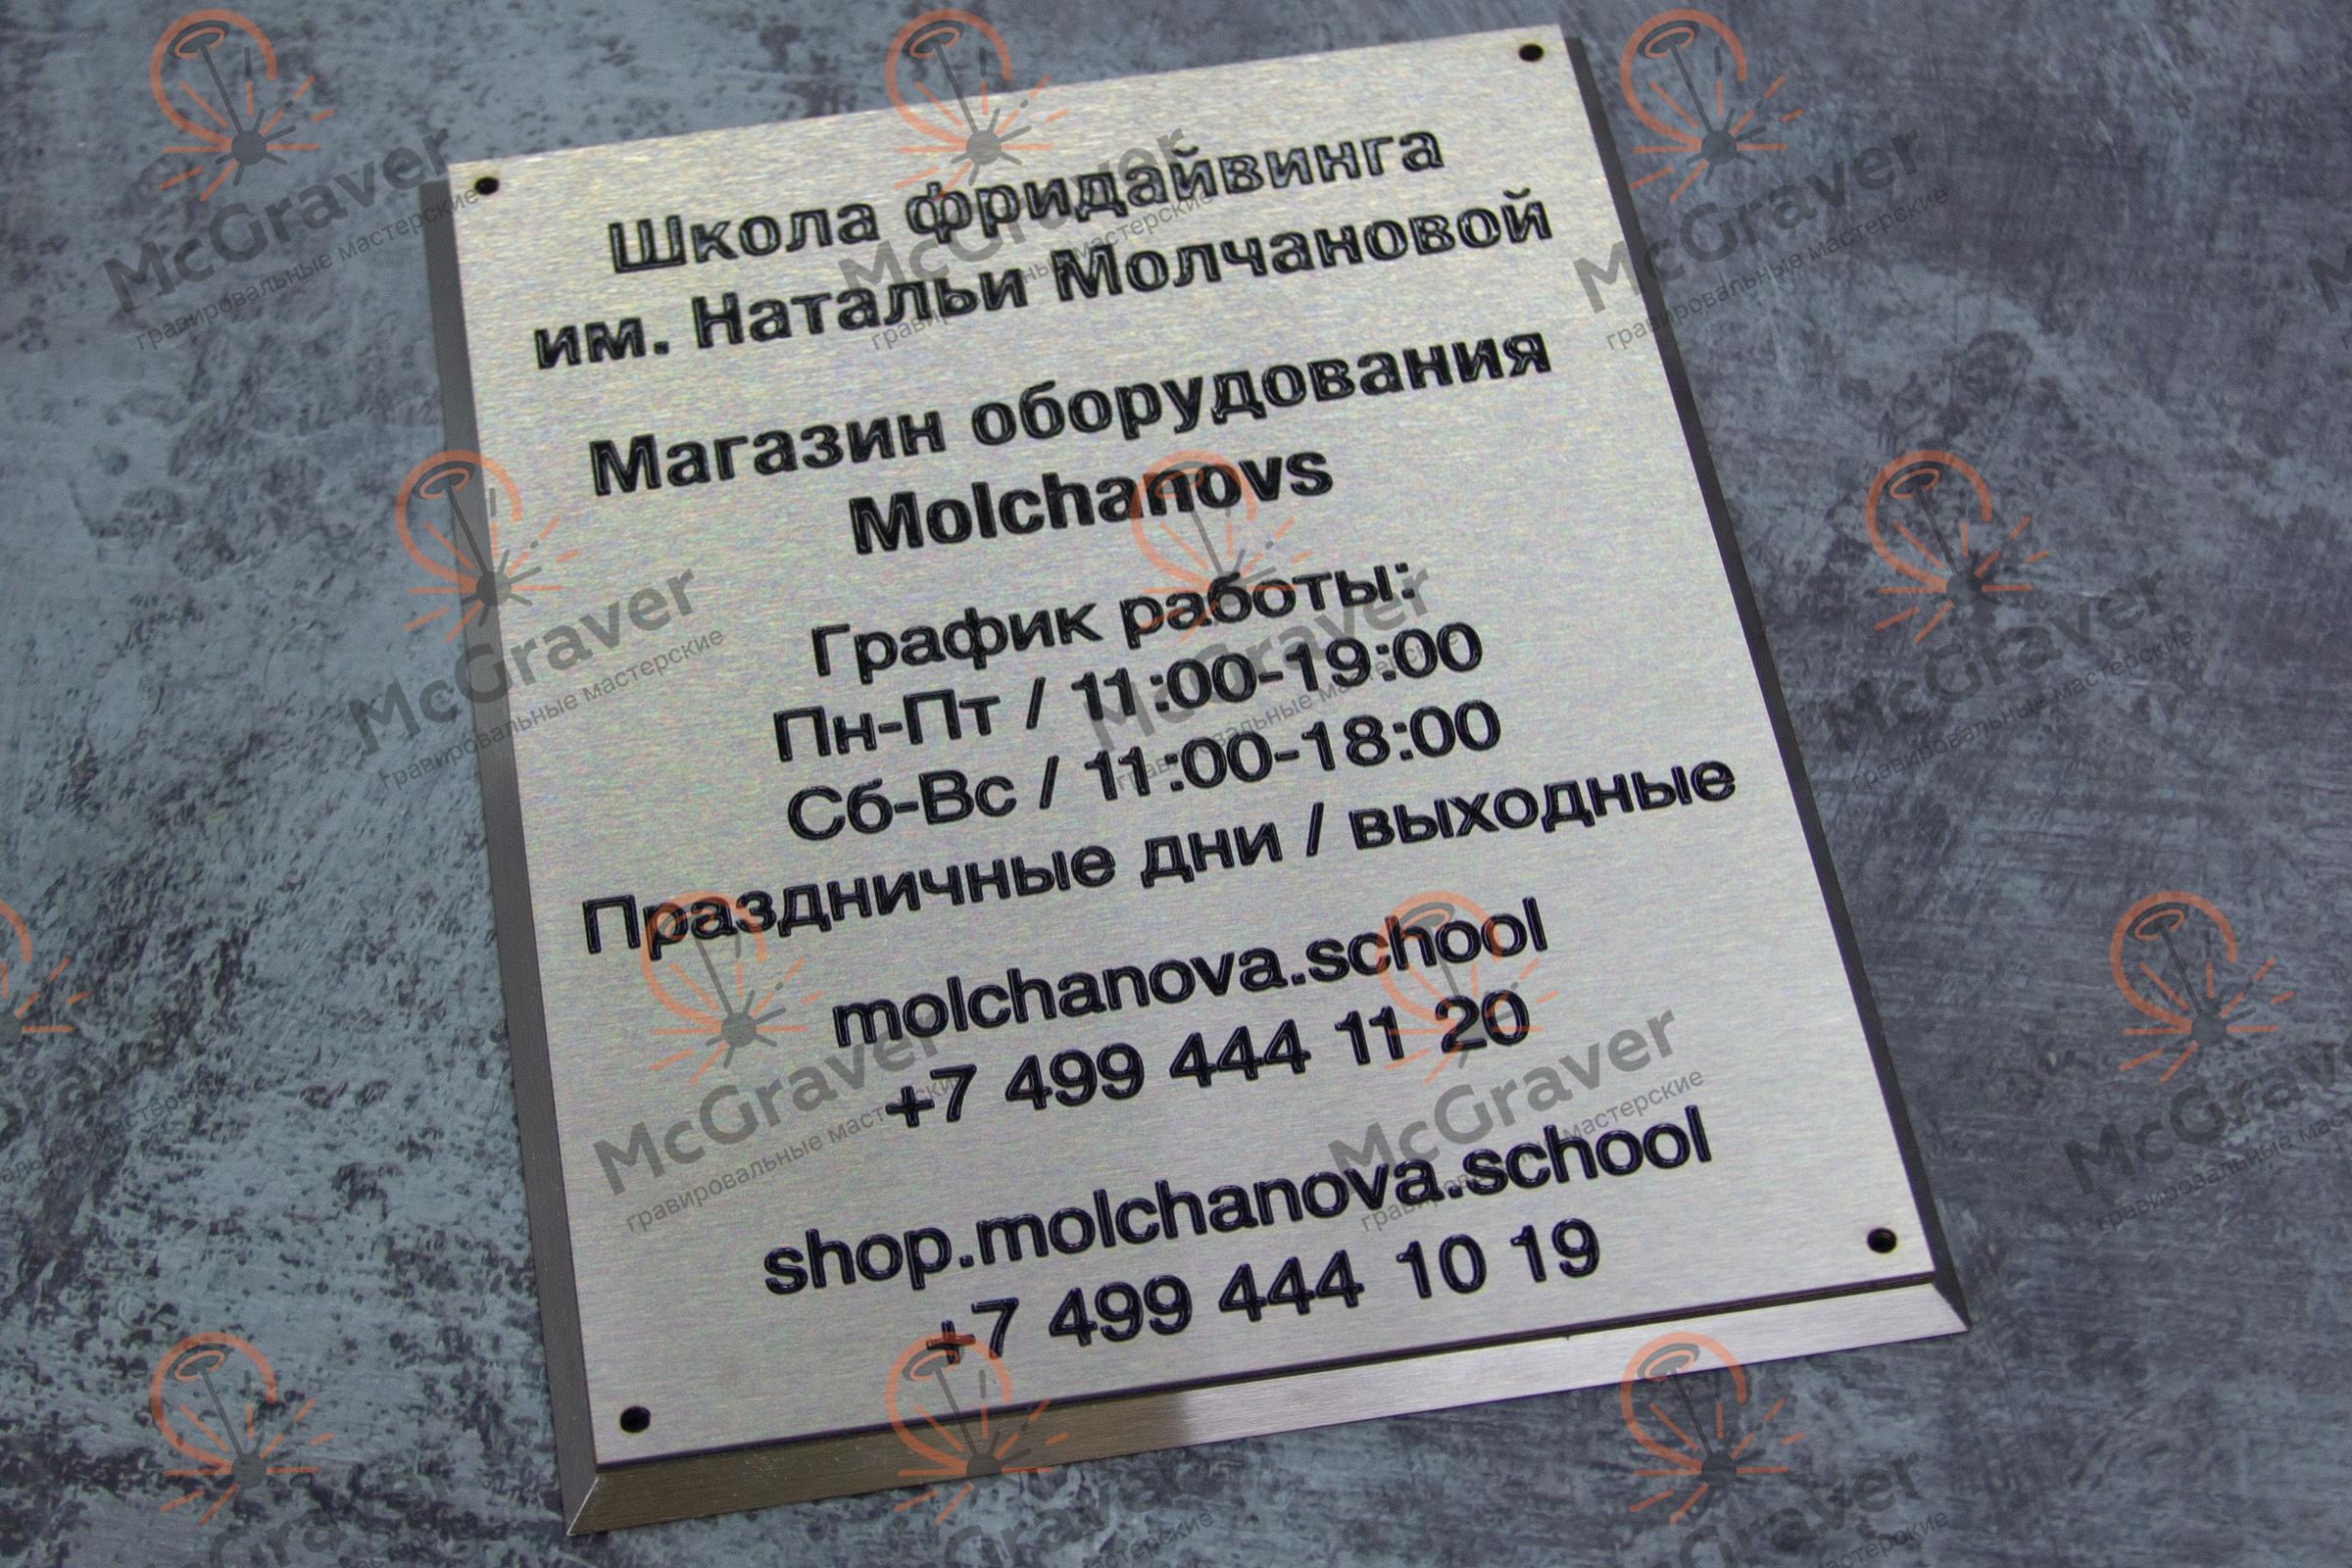 Школа фридайвинга
им. Натальи Молчановой
Магазин оборудования
Molchanovs
График работы:
Пн-Пт / 11:00-19:00
Сб-Вс / 11:00-18:00
Праздничные дни / выходные
molchanova.school
+7 499 444 11 20
shop.molchanova.school
+7 499 444 10 19
McGraver
гравировальные мастерские